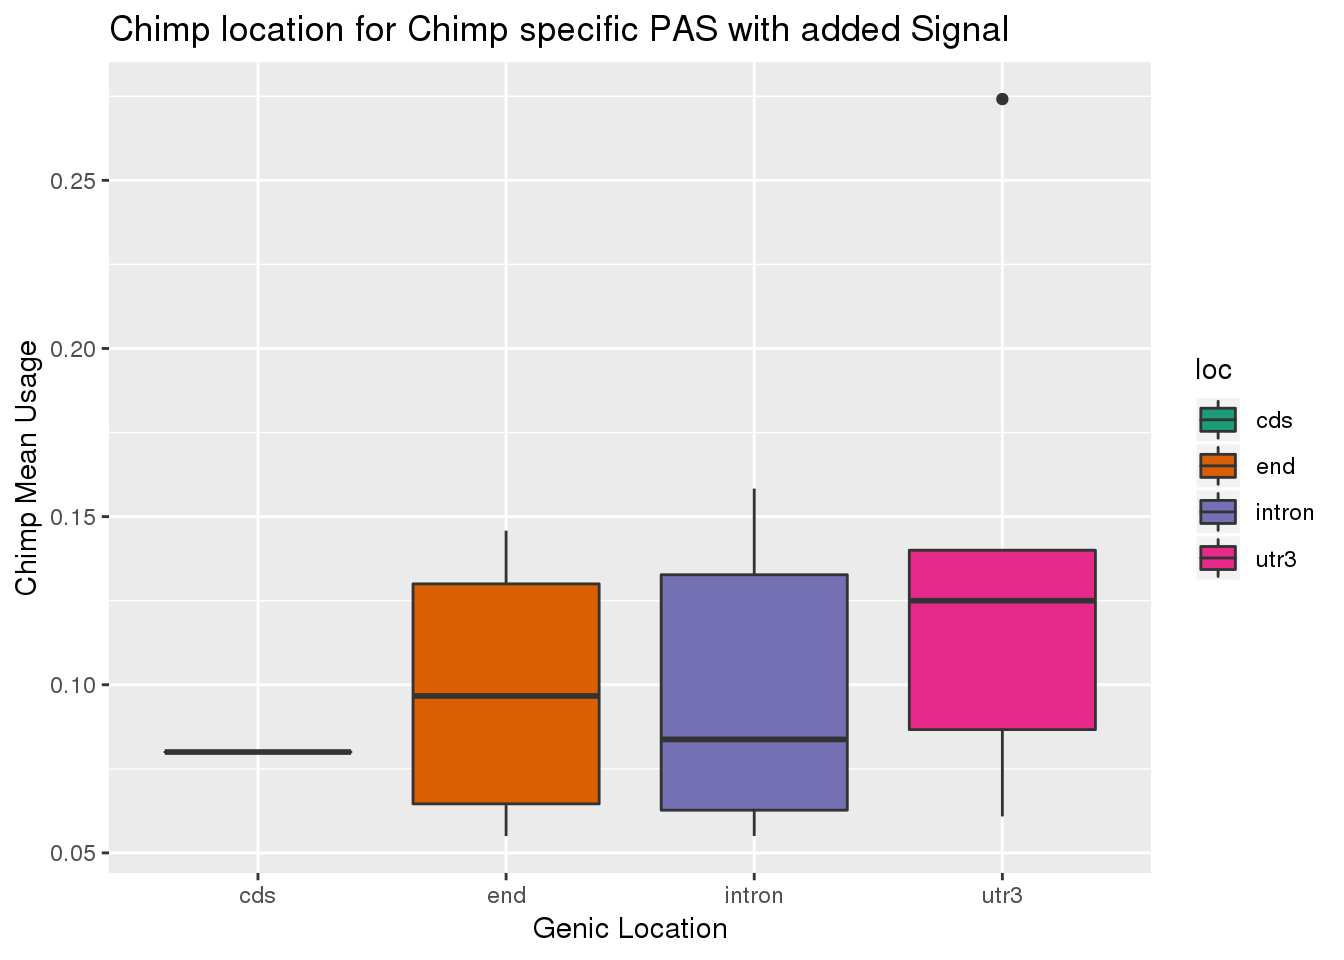 Chimp location for Chimp specific PAS with added Signal
Chimp Mean Usage
0.25
0.20
0.15
0.10
0.05
cds
end
intron
utr3
Genic Location
loc
cds
end
intron
utr3